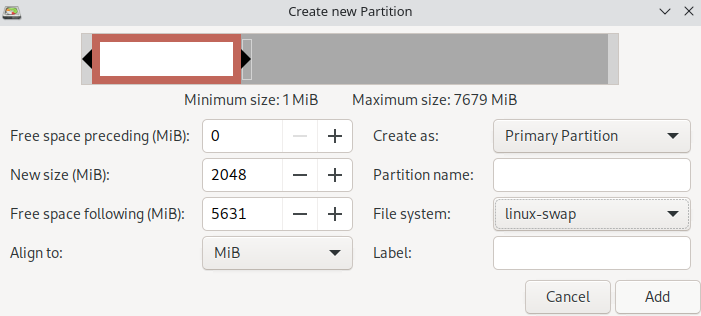 Create new Partition
Minimum size: 1 MiB Maximum size: 7679 MiB
Free space preceding (MiB): 0 Create as: Primary Partition
New size (MiB): 2048 Partition name:
Free space following (MiB): 5631 File system: linux-swap
Align to: MiB Label:
Cancel Add